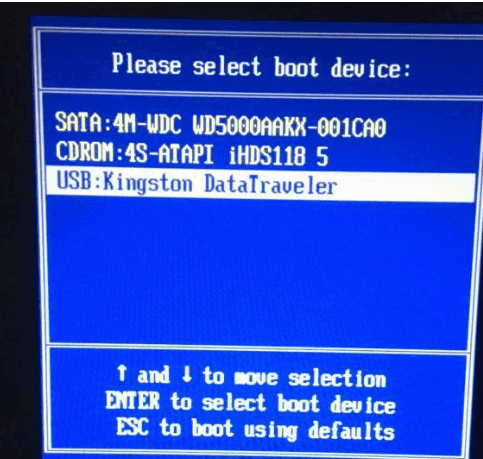 Please select boot device:
SATA:4M-WDC WD5000AAKX-001CA0
CDROM:4S-ATAPI iHDS118 5
USB:Kingston DataTraveler
↑ and ↓ to move selection
ENTER to select boot device
ESC to boot using defaults